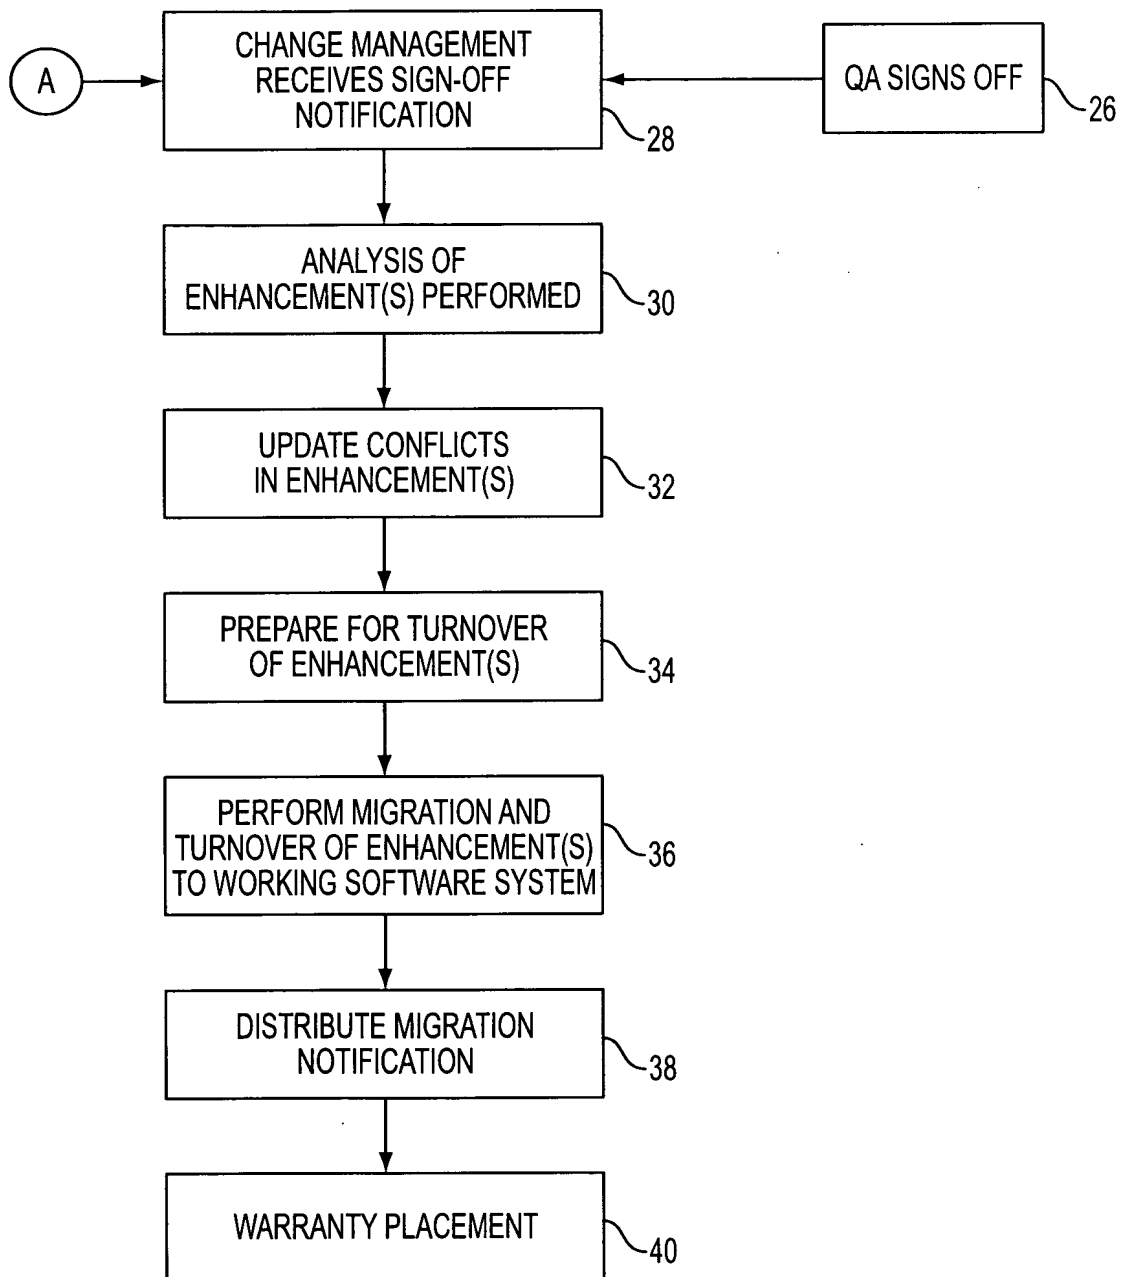 A
CHANGE MANAGEMENT
RECEIVES SIGN-OFF
NOTIFICATION
28
QA SIGNS OFF
26
ANALYSIS OF
ENHANCEMENT(S) PERFORMED
30
UPDATE CONFLICTS
IN ENHANCEMENT(S)
32
PREPARE FOR TURNOVER
OF ENHANCEMENT(S)
34
PERFORM MIGRATION AND
TURNOVER OF ENHANCEMENT(S)
TO WORKING SOFTWARE SYSTEM
36
DISTRIBUTE MIGRATION
NOTIFICATION
38
WARRANTY PLACEMENT
40